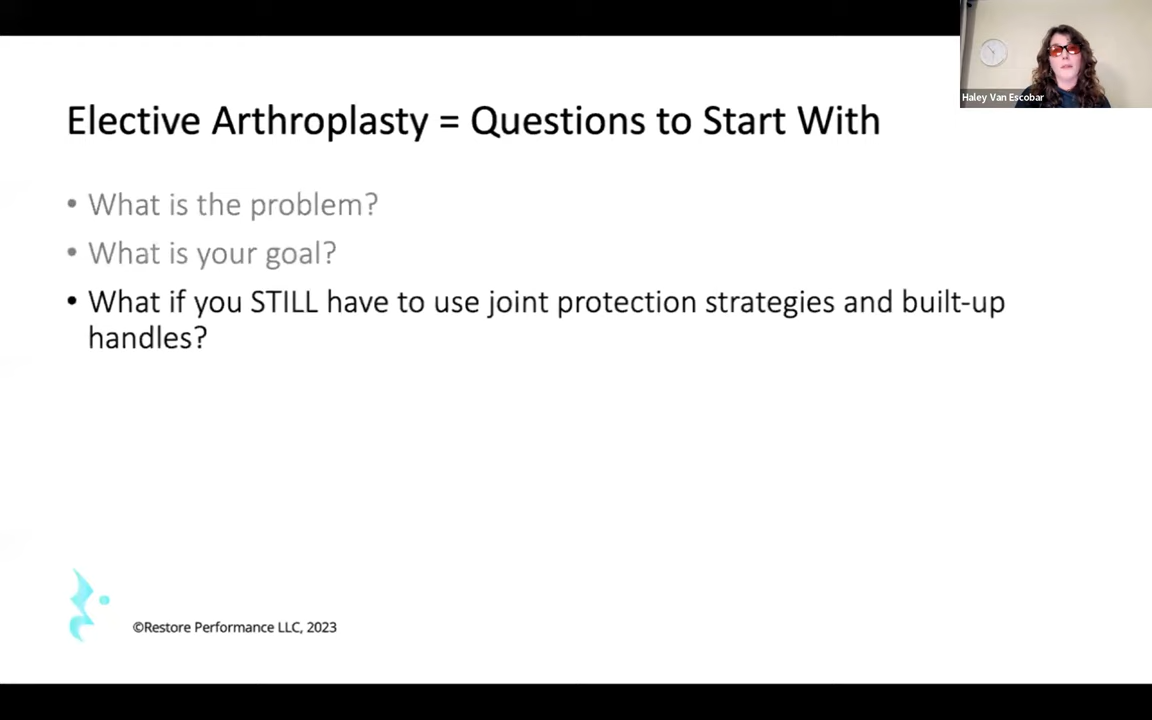 Haley Van Escobar
Elective Arthroplasty = Questions to Start With
• What is the problem?
• What is your goal?
• What if you STILL have to use joint protection strategies and built-up
handles?
©Restore Performance LLC, 2023